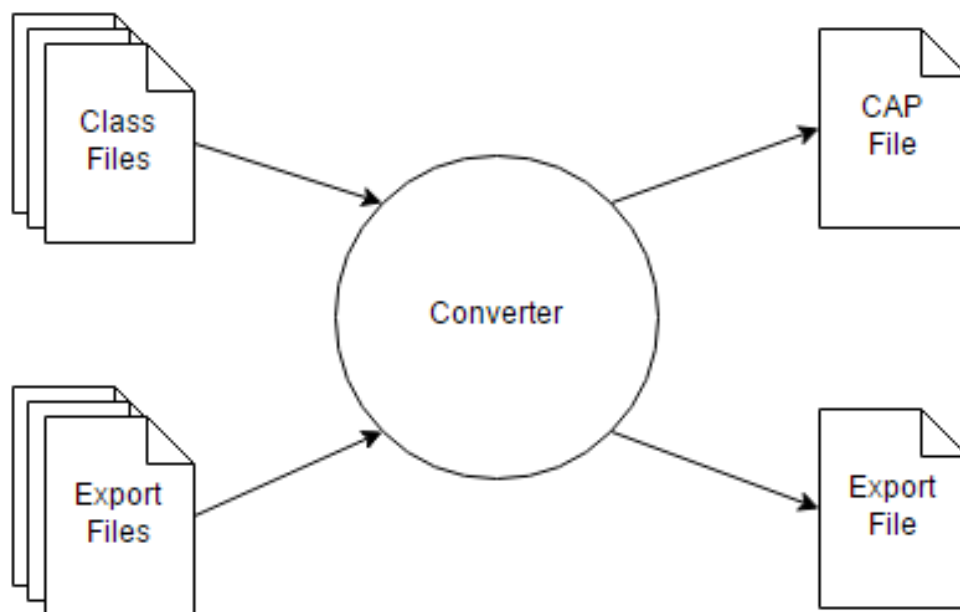 Class
Files
CAP
File
Converter
Export
Files
Export
File